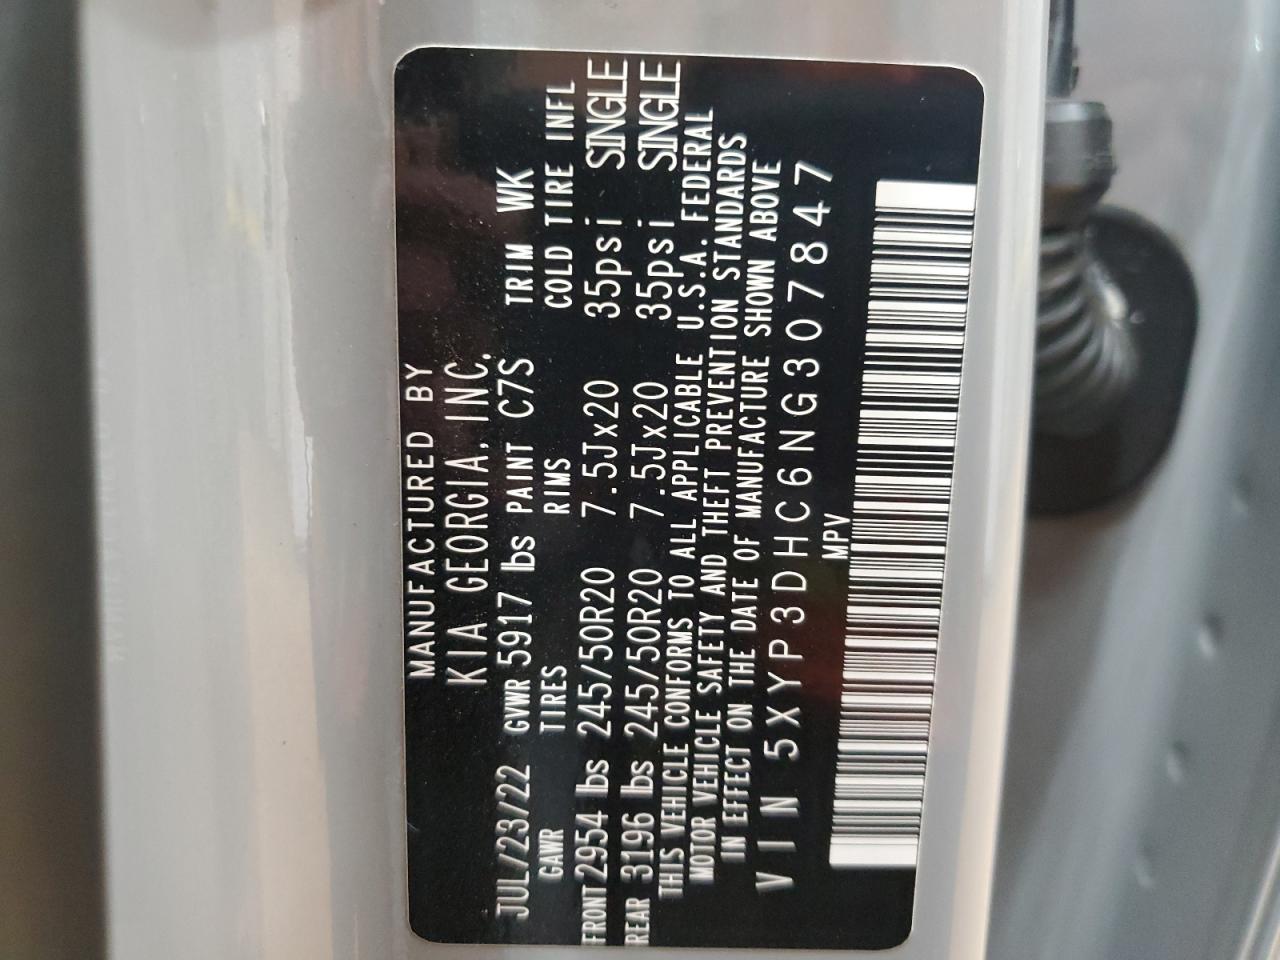 MANUFACTURED BY
KIA GEORGIA, INC.
JUL/23/22 GVWR 5917 lbs PAINT C7S TRIM WK
GAWR TIRES RIMS COLD TIRE INFL
FRONT 2954 lbs 245/50R20 7.5Jx20 35psi SINGLE
REAR 3196 lbs 245/50R20 7.5Jx20 35psi SINGLE
THIS VEHICLE CONFORMS TO ALL APPLICABLE U.S.A. FEDERAL
MOTOR VEHICLE SAFETY AND THEFT PREVENTION STANDARDS
IN EFFECT ON THE DATE OF MANUFACTURE SHOWN ABOVE
VIN 5XYP3DHC6NG307847
MPV